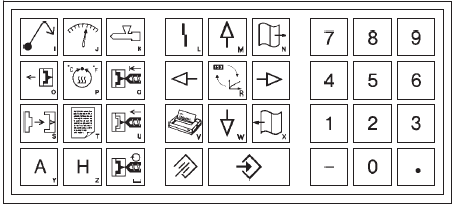 I J K L M N 7 8 9
O °C °F P Q R 4 5 6
S T U V W X 1 2 3
A Y H Z – 0 .